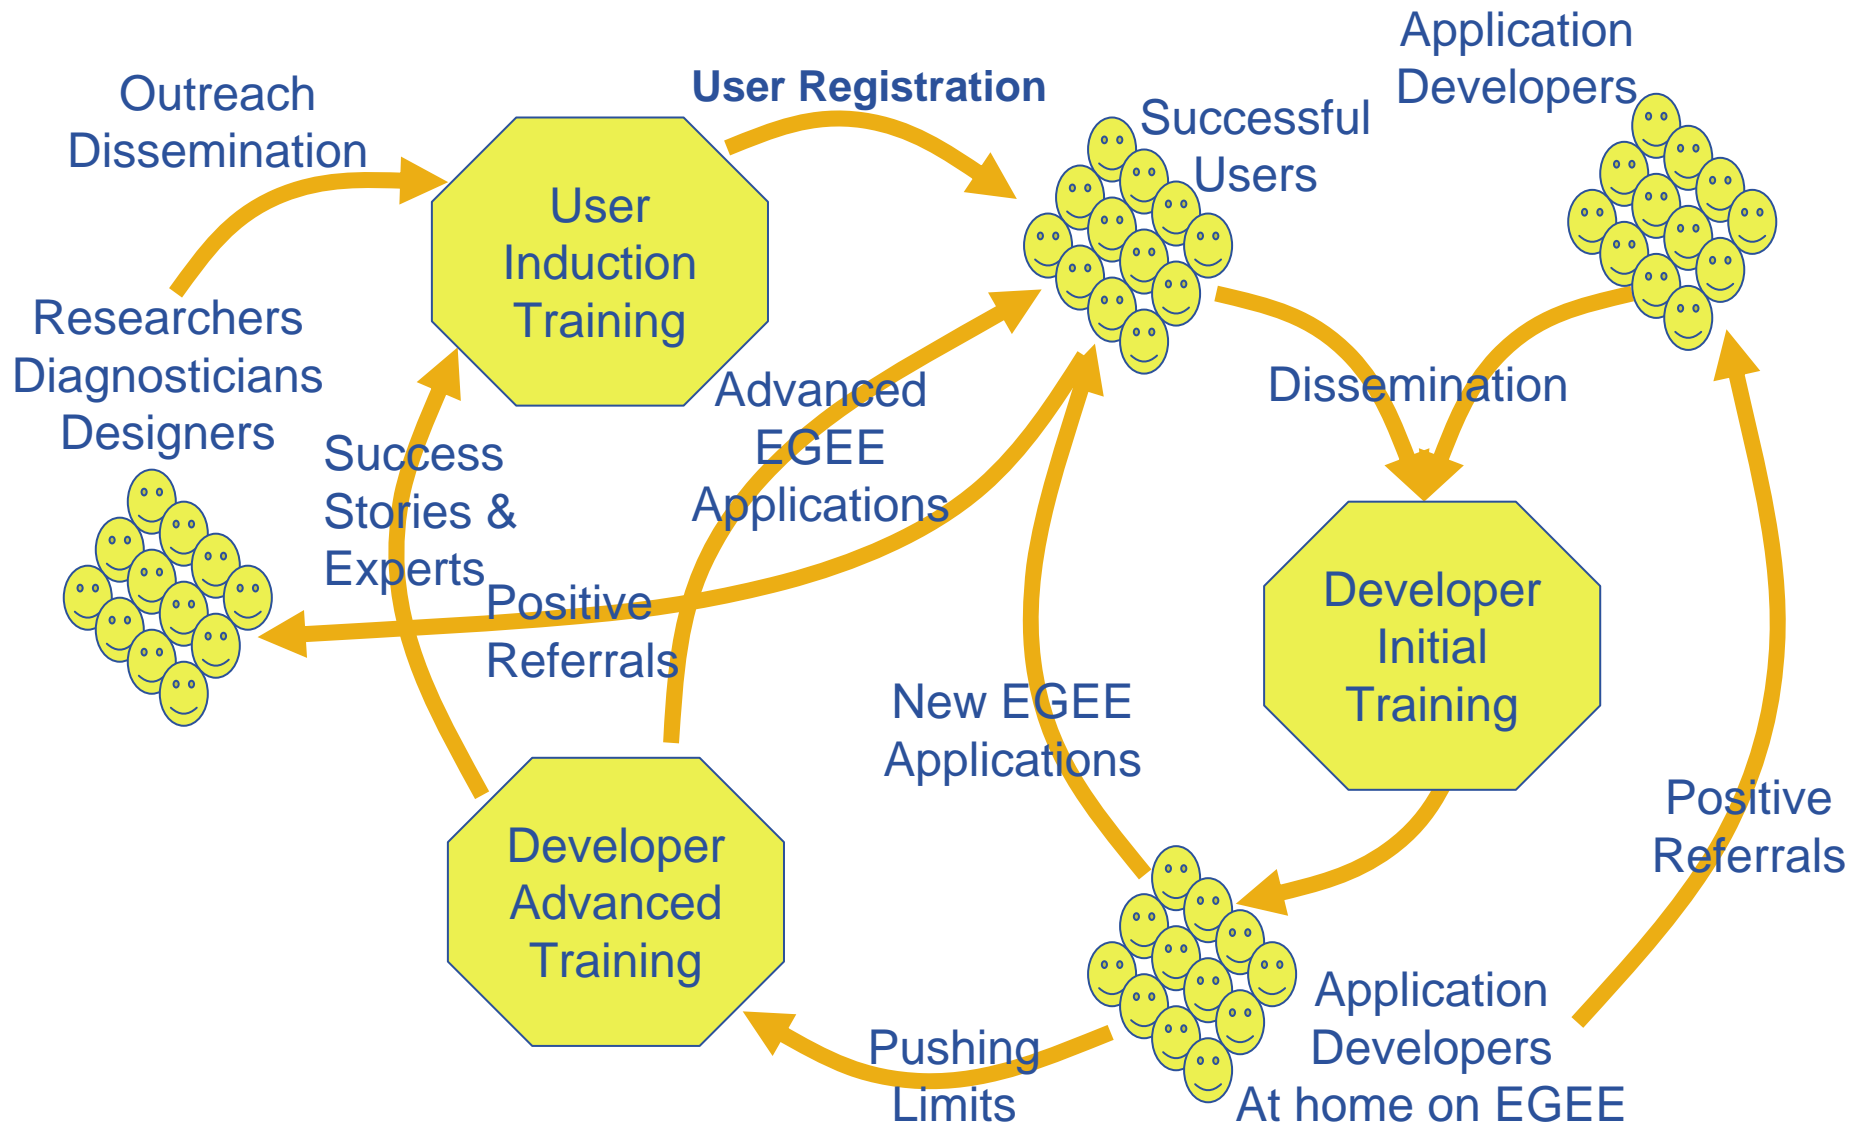 Application
Developers
Outreach
Dissemination
User Registration
Successful
Users
User
Induction
Training
Researchers
Diagnosticians
Designers
Advanced
EGEE
Applications
Dissemination
Success
Stories &
Experts
Positive
Referrals
Developer
Initial
Training
New EGEE
Applications
Positive
Referrals
Developer
Advanced
Training
Application
Developers
At home on EGEE
Pushing
Limits